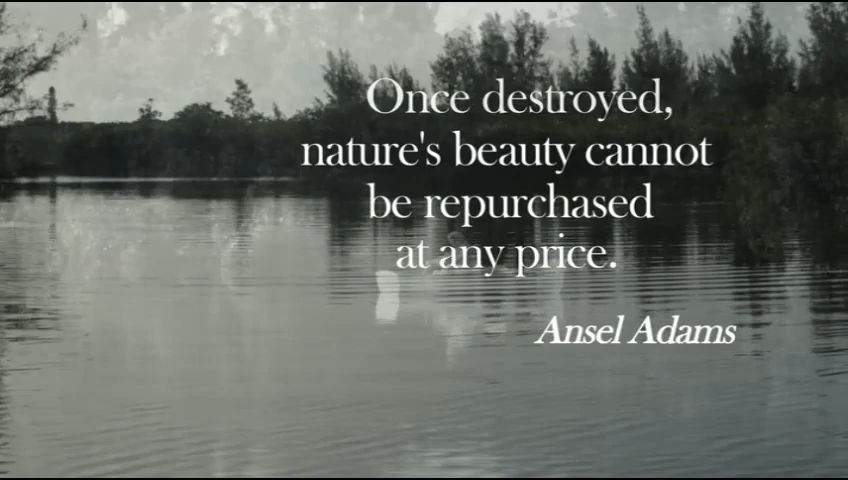 Once destroyed,
nature's beauty cannot
be repurchased
at any price.
Ansel Adams